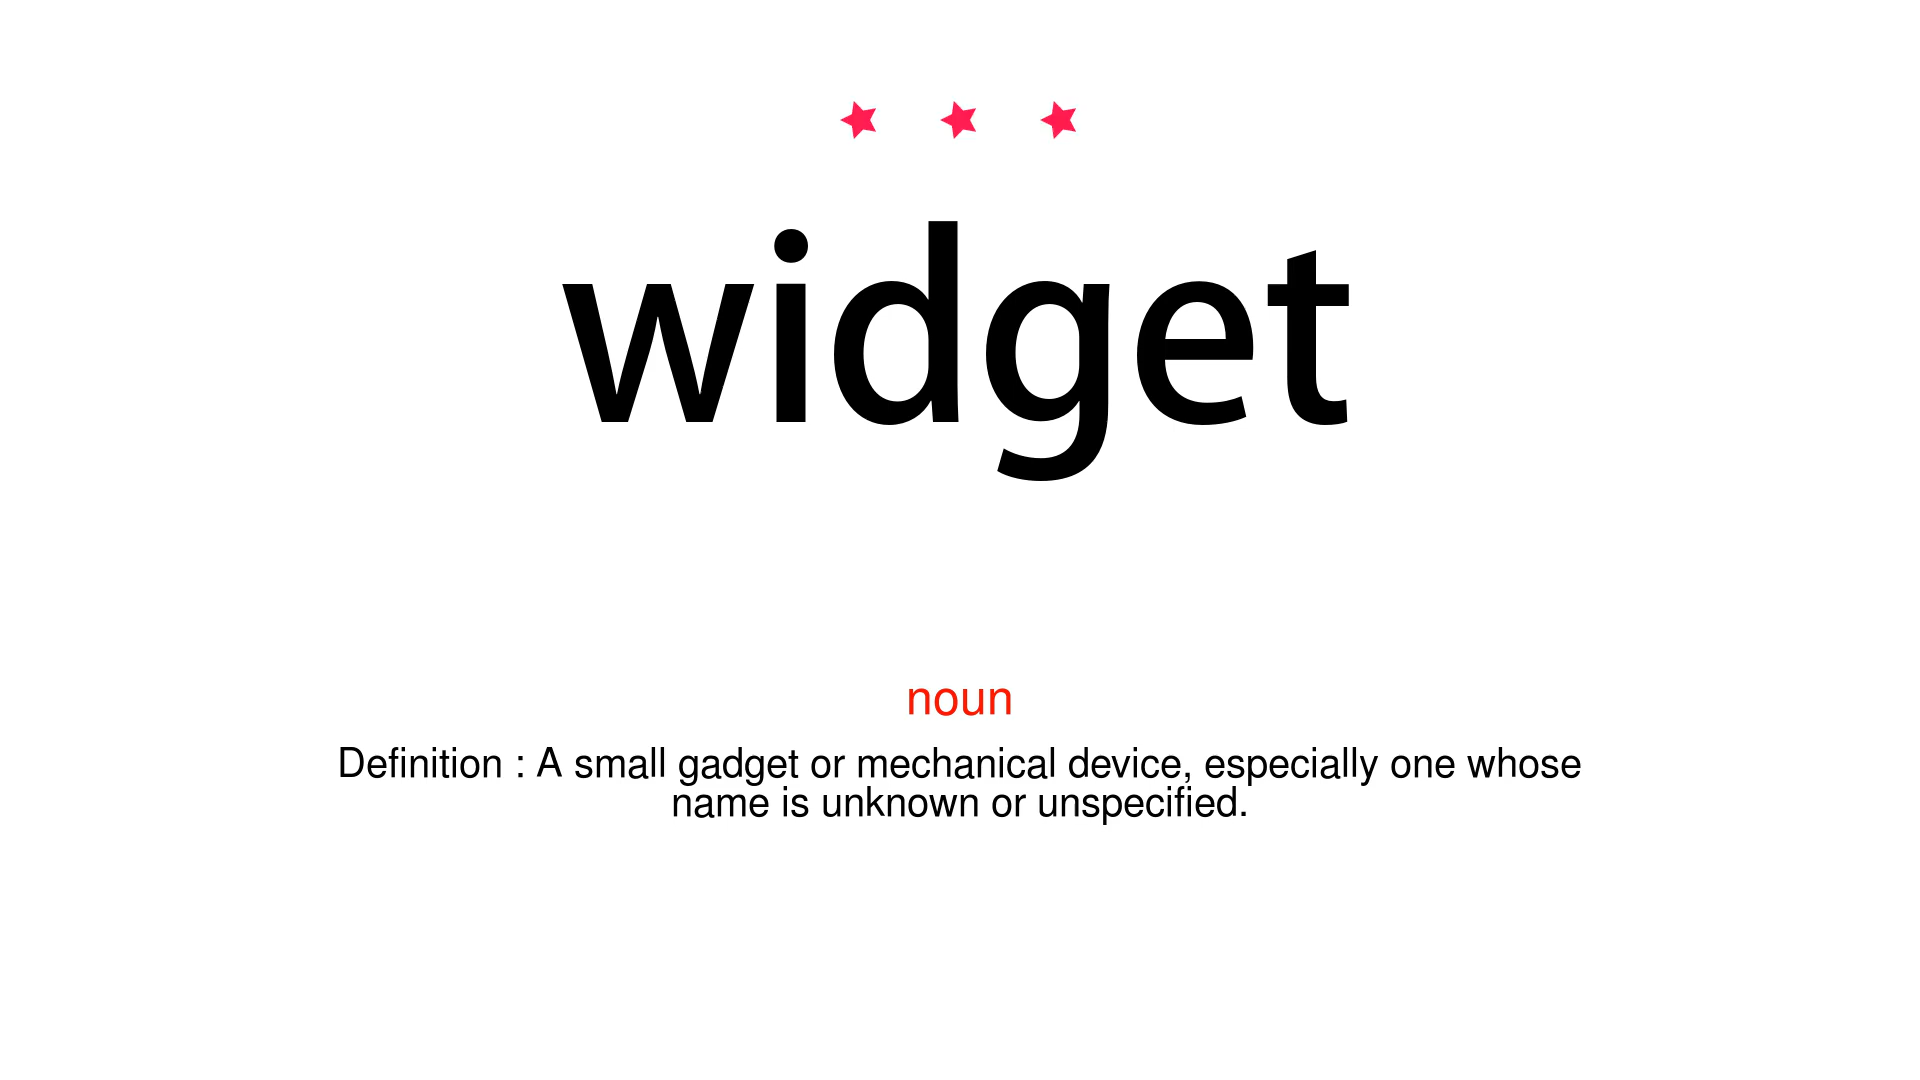 widget
noun
Definition : A small gadget or mechanical device, especially one whose
name is unknown or unspecified.